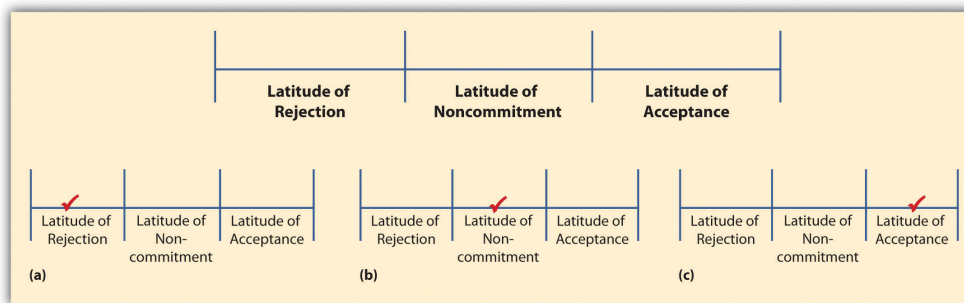 Latitude of
Rejection
Latitude of
Noncommitment
Latitude of
Acceptance
Latitude of
Rejection
Latitude of
Non-
commitment
Latitude of
Acceptance
(a)
Latitude of
Rejection
Latitude of
Non-
commitment
Latitude of
Acceptance
(b)
Latitude of
Rejection
Latitude of
Non-
commitment
Latitude of
Acceptance
(c)